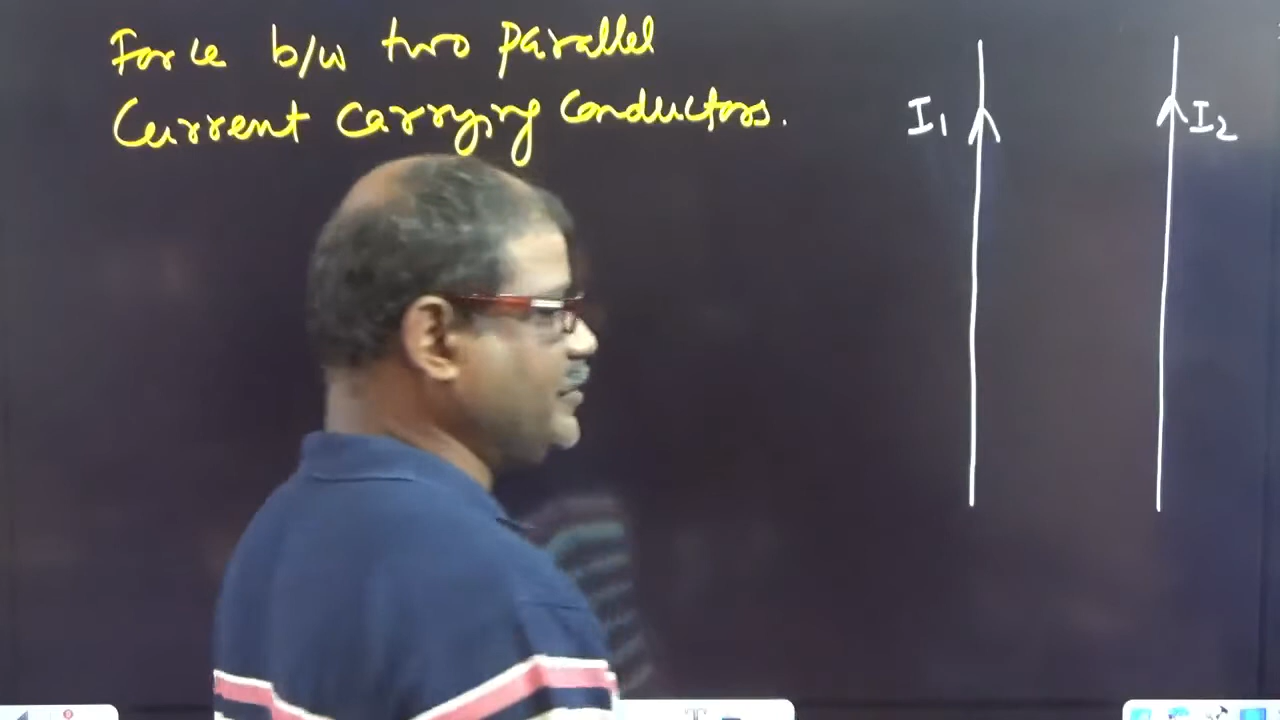 Force b/w two parallel
Current carrying conductors.
I1
I2